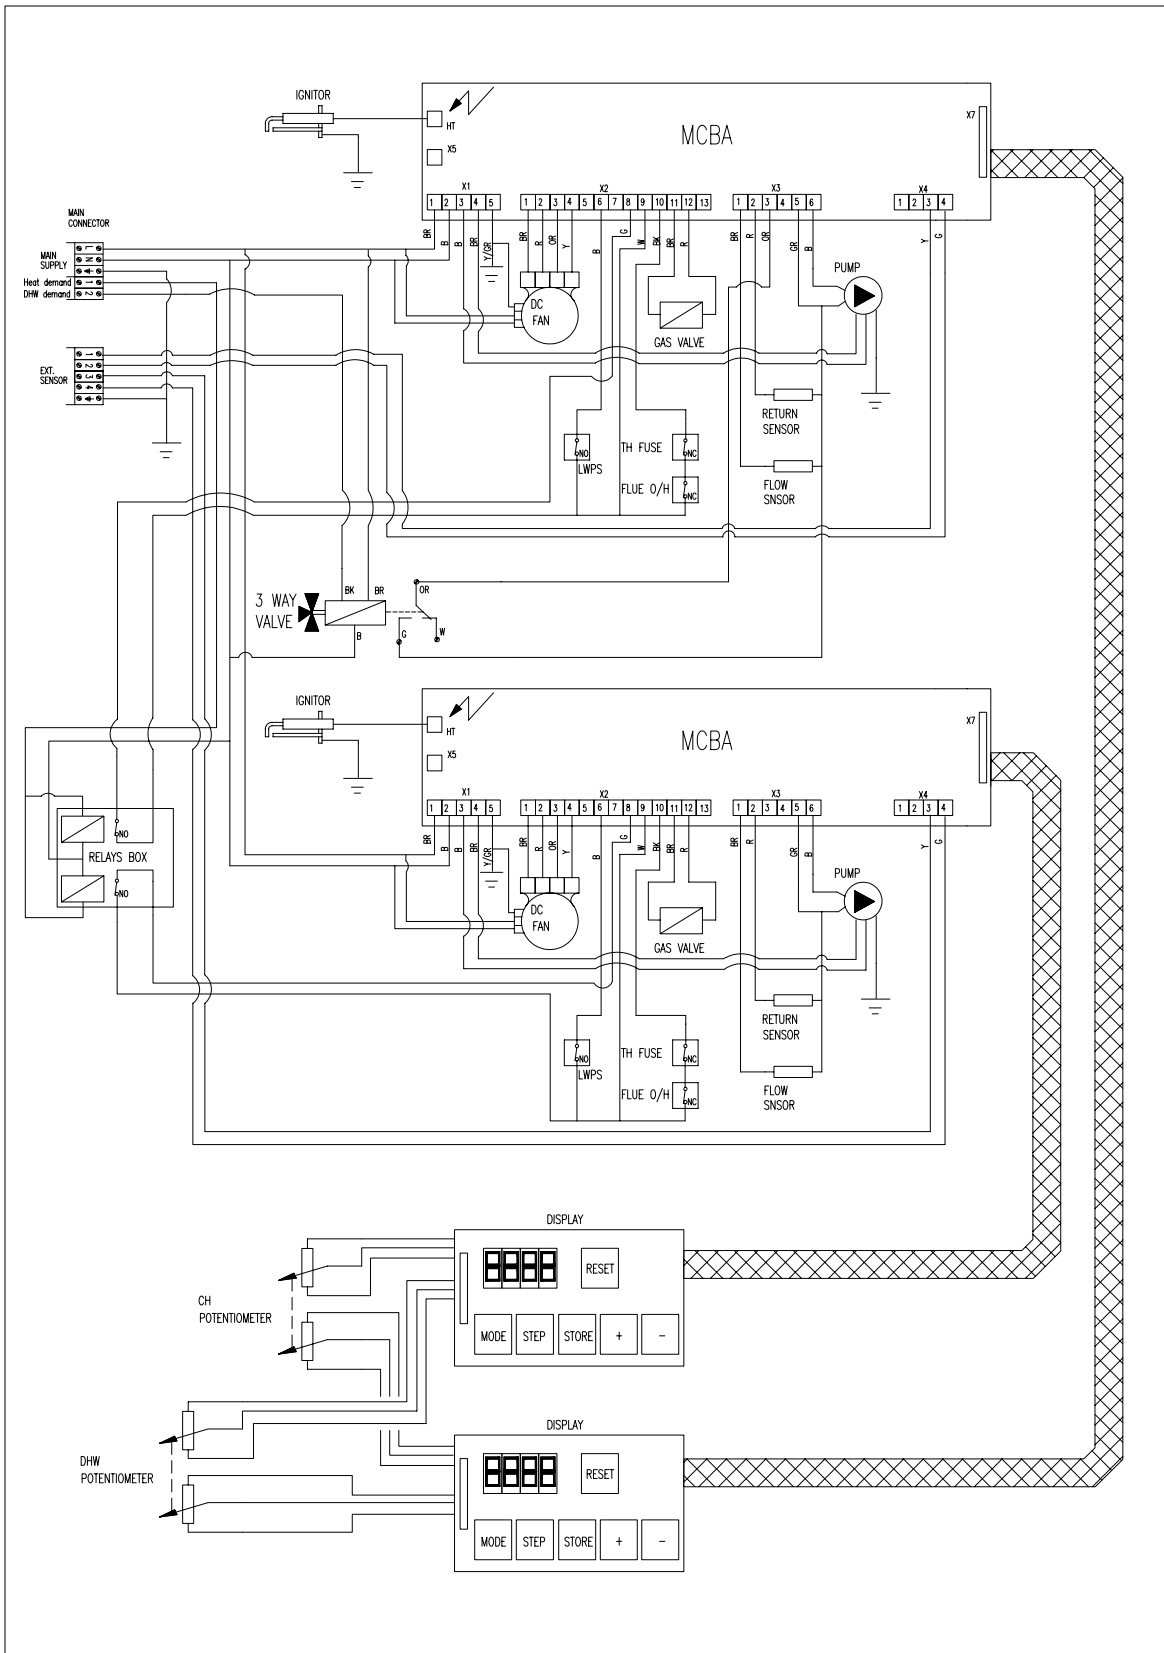 IGNITOR
HT
X5
MCBA
X7
X1
X2
X3
X4
1 2 3 4 5
1 2 3 4 5 6 7 8 9 10 11 12 13
1 2 3 4 5 6
1 2 3 4
BR B B BR Y/GR
BR R OR Y B G W BK BR R
BR R OR GR B
Y G
MAIN
CONNECTOR
MAIN
SUPPLY
L
N
Heat demand
1
DHW demand
2
EXT.
SENSOR
1
2
3
4
DC
FAN
GAS VALVE
PUMP
RETURN
SENSOR
FLOW
SNSOR
NO
LWPS
TH FUSE
NC
FLUE O/H
NC
3 WAY
VALVE
BK
BR
B
OR
G
W
IGNITOR
HT
X5
MCBA
X7
X1
X2
X3
X4
1 2 3 4 5
1 2 3 4 5 6 7 8 9 10 11 12 13
1 2 3 4 5 6
1 2 3 4
BR B B BR Y/GR
BR R OR Y B G W BK BR R
BR R GR B
Y G
NO
RELAYS BOX
NO
DC
FAN
GAS VALVE
PUMP
RETURN
SENSOR
FLOW
SNSOR
NO
LWPS
TH FUSE
NC
FLUE O/H
NC
DISPLAY
8888
RESET
MODE STEP STORE + -
CH
POTENTIOMETER
DISPLAY
8888
RESET
MODE STEP STORE + -
DHW
POTENTIOMETER